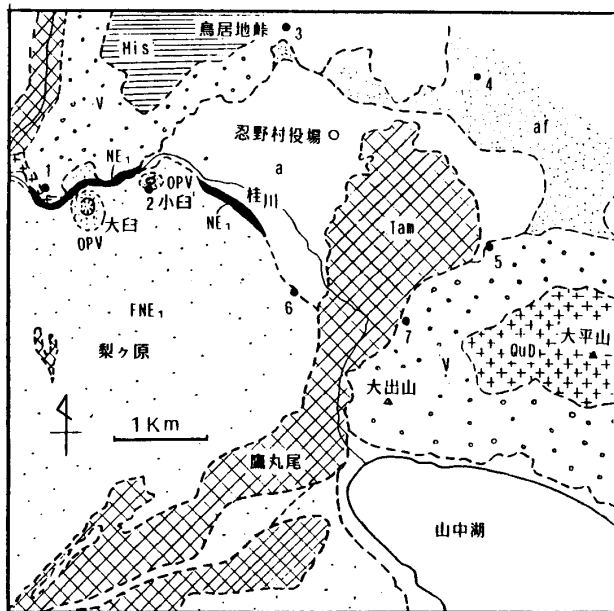 鳥居地峠
3
His
4
V
忍野村役場
af
NE₁
1
a
OPV
桂川
2 小臼
Tam
大臼
NE₁
OPV
5
6
FNE₁
7
大平山
QuD
梨ヶ原
V
大出山
1Km
鷹丸尾
山中湖